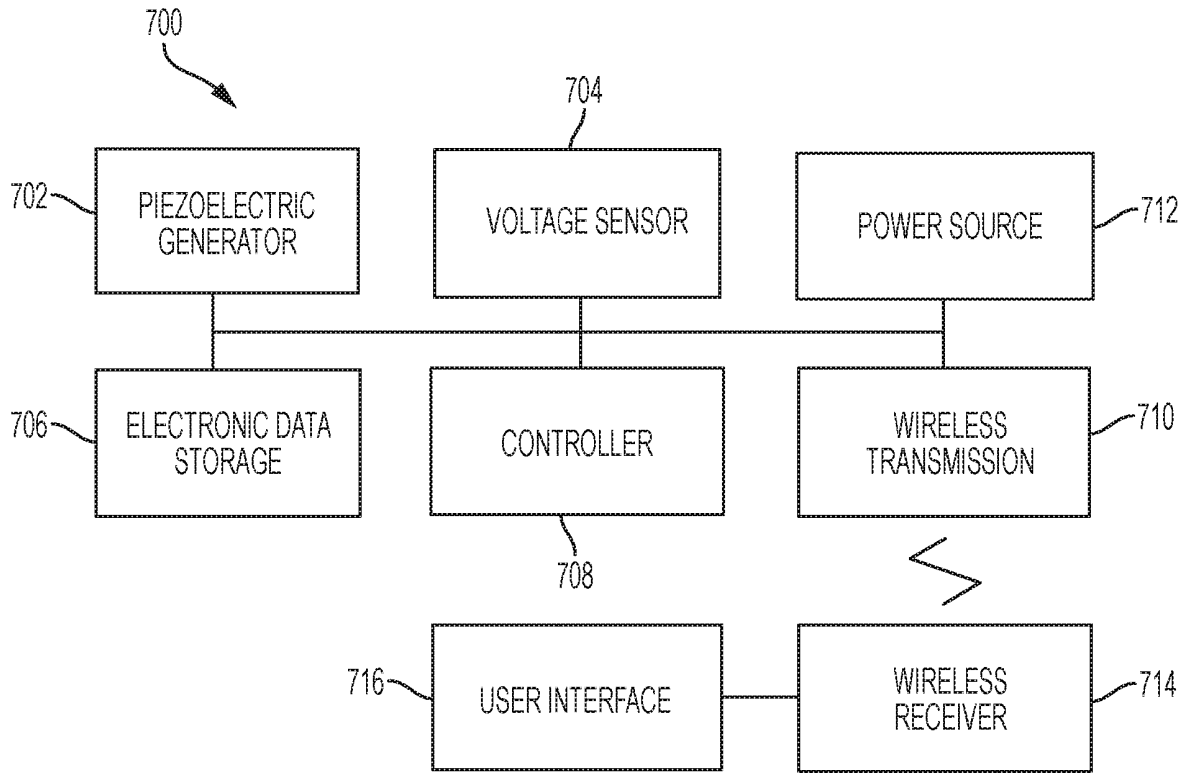 700
704
702
PIEZOELECTRIC
GENERATOR
VOLTAGE SENSOR
POWER SOURCE
712
706
ELECTRONIC DATA
STORAGE
CONTROLLER
WIRELESS
TRANSMISSION
710
708
716
USER INTERFACE
WIRELESS
RECEIVER
714